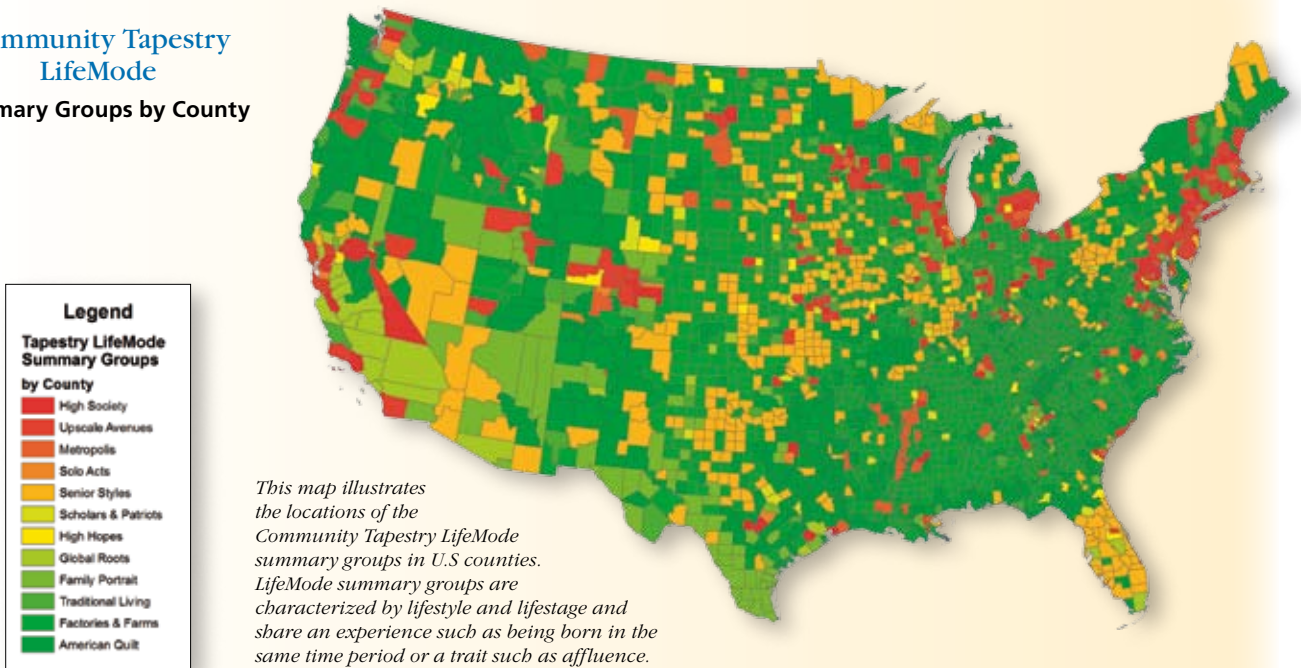 mmunity Tapestry
LifeMode
mary Groups by County
Legend
Tapestry LifeMode
Summary Groups
by County
High Society
Upscale Avenues
Metropolis
Solo Acts
Senior Styles
Scholars & Patriots
High Hopes
Global Roots
Family Portrait
Traditional Living
Factories & Farms
American Quilt
This map illustrates
the locations of the
Community Tapestry LifeMode
summary groups in U.S counties.
LifeMode summary groups are
characterized by lifestyle and lifestage and
share an experience such as being born in the
same time period or a trait such as affluence.